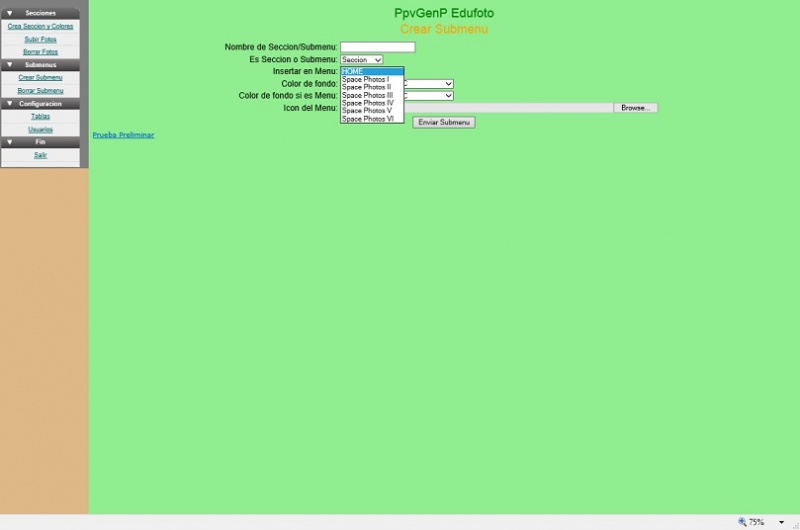 Secciones
Crea Seccion y Colores
Subir Fotos
Borrar Fotos
Submenus
Crear Submenu
Borrar Submenu
Configuracion
Tablas
Usuarios
Fin
Salir
PpvGenP Edufoto
Crear Submenu
Nombre de Seccion/Submenu:
Es Seccion o Submenu: Seccion
Insertar en Menu: HOME
Space Photos I
Space Photos II
Space Photos III
Space Photos IV
Space Photos V
Space Photos VI
Color de fondo: C
Color de fondo si es Menu: C
Icon del Menu: Browse...
Enviar Submenu
Prueba Preliminar
75%